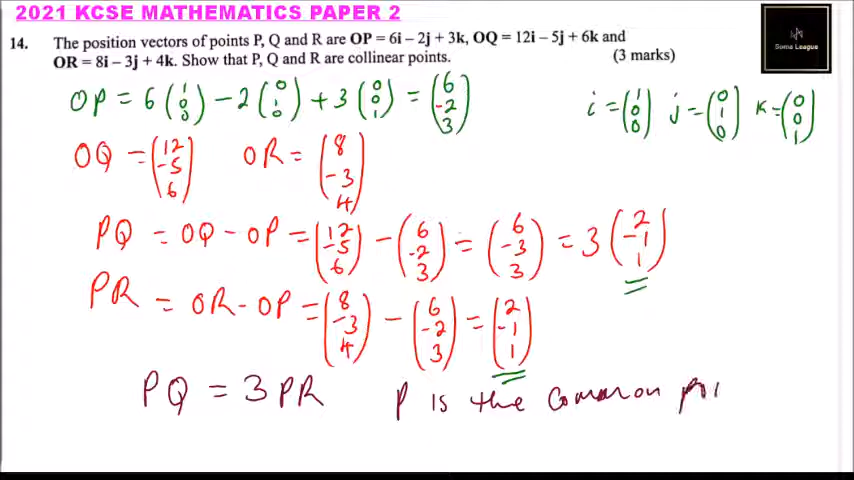 2021 KCSE MATHEMATICS PAPER 2
14. The position vectors of points P, Q and R are OP = 6i – 2j + 3k, OQ = 12i – 5j + 6k and
OR = 8i – 3j + 4k. Show that P, Q and R are collinear points. (3 marks)
Soma League
OP = 6 (1 0 0) - 2 (0 1 0) + 3 (0 0 1) = (6 -2 3) i = (1 0 0) j = (0 1 0) k = (0 0 1)
OQ = (12 -5 6) OR = (8 -3 4)
PQ = OQ - OP = (12 -5 6) - (6 -2 3) = (6 -3 3) = 3 (2 -1 1)
PR = OR - OP = (8 -3 4) - (6 -2 3) = (2 -1 1)
PQ = 3 PR P is the common poi